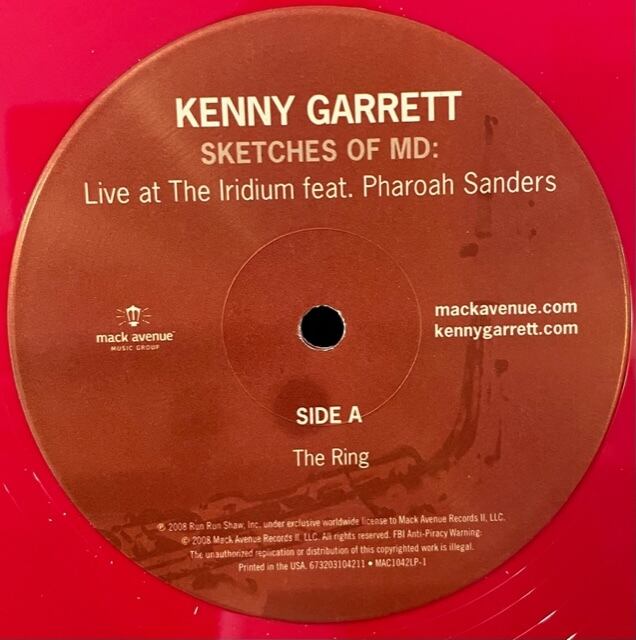 KENNY GARRETT
SKETCHES OF MD:
Live at The Iridium feat. Pharoah Sanders
mack avenue™
MUSIC GROUP
mackavenue.com
kennygarrett.com
SIDE A
The Ring
℗ 2008 Run Run Shaw, Inc. under exclusive worldwide license to Mack Avenue Records II, LLC.
© 2008 Mack Avenue Records II, LLC. All rights reserved. FBI Anti-Piracy Warning:
The unauthorized replication or distribution of this copyrighted work is illegal.
Printed in the USA. 673203104211 • MAC1042LP-1